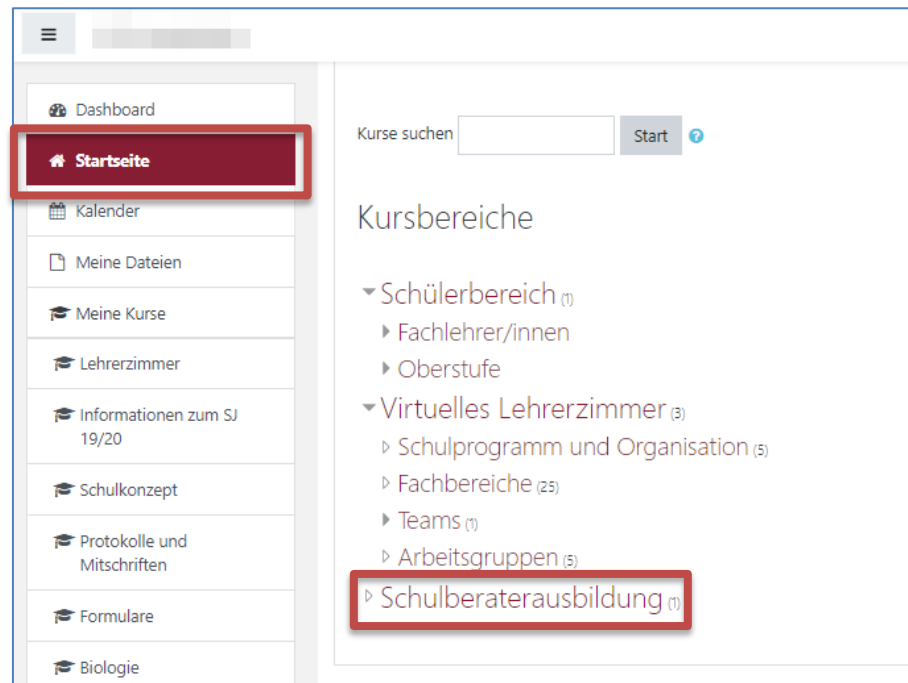 Dashboard
Startseite
Kalender
Meine Dateien
Meine Kurse
Lehrerzimmer
Informationen zum SJ
19/20
Schulkonzept
Protokolle und
Mitschriften
Formulare
Biologie
Kurse suchen Start
Kursbereiche
Schülerbereich (1)
Fachlehrer/innen
Oberstufe
Virtuelles Lehrerzimmer (3)
Schulprogramm und Organisation (5)
Fachbereiche (25)
Teams (1)
Arbeitsgruppen (5)
Schulberaterausbildung (1)